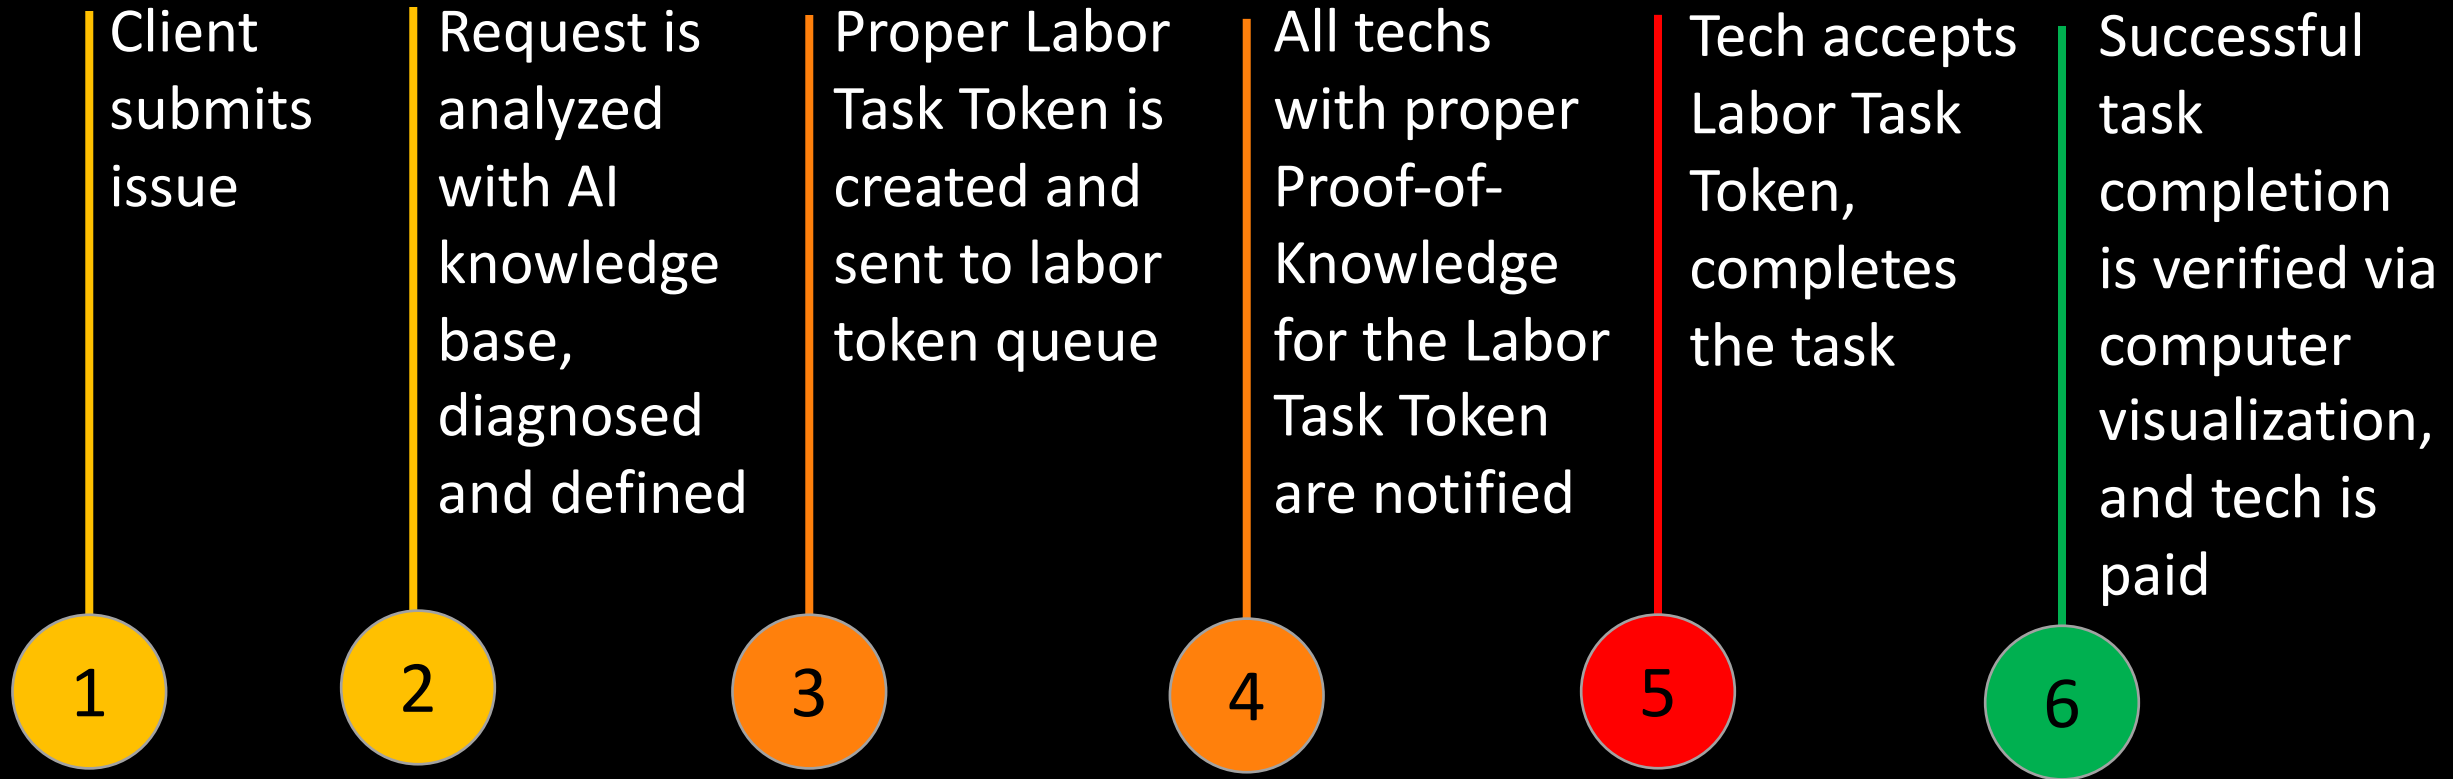 Client
submits
issue
1
Request is
analyzed
with AI
knowledge
base,
diagnosed
and defined
2
Proper Labor
Task Token is
created and
sent to labor
token queue
3
All techs
with proper
Proof-of-
Knowledge
for the Labor
Task Token
are notified
4
Tech accepts
Labor Task
Token,
completes
the task
5
Successful
task
completion
is verified via
computer
visualization,
and tech is
paid
6